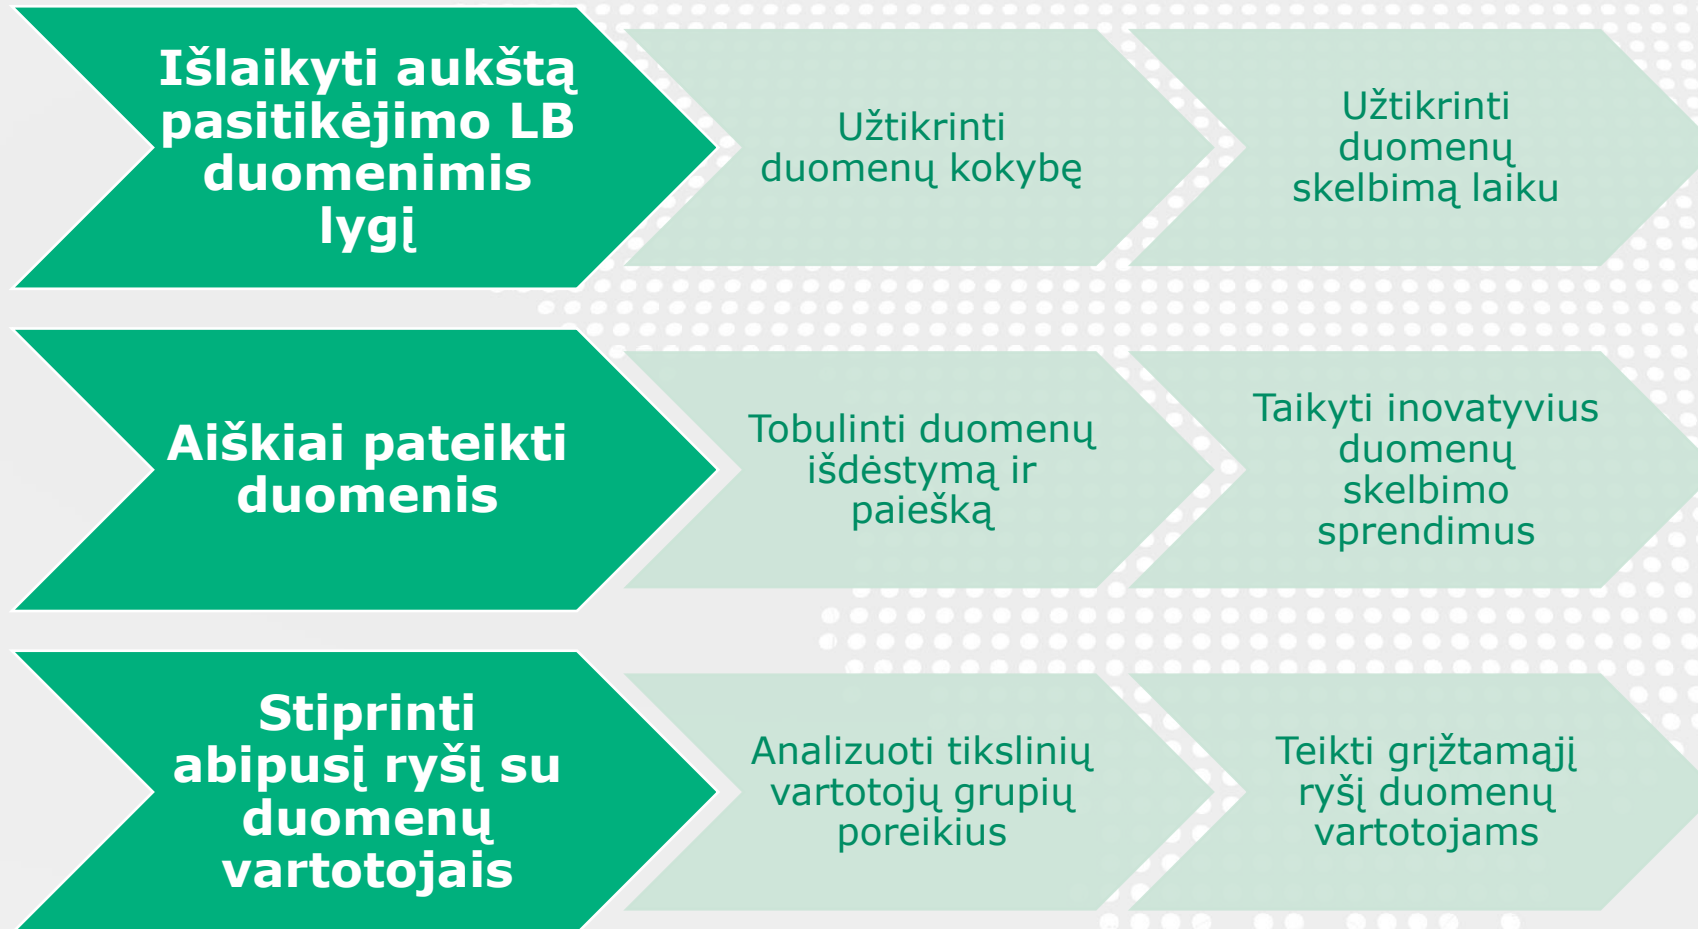 Išlaikyti aukštą
pasitikėjimo LB
duomenimis
lygį
Užtikrinti
duomenų kokybę
Užtikrinti
duomenų
skelbimą laiku
Aiškiai pateikti
duomenis
Tobulinti duomenų
išdėstymą ir
paiešką
Taikyti inovatyvius
duomenų
skelbimo
sprendimus
Stiprinti
abipusį ryšį su
duomenų
vartotojais
Analizuoti tikslinių
vartotojų grupių
poreikius
Teikti grįžtamąjį
ryšį duomenų
vartotojams